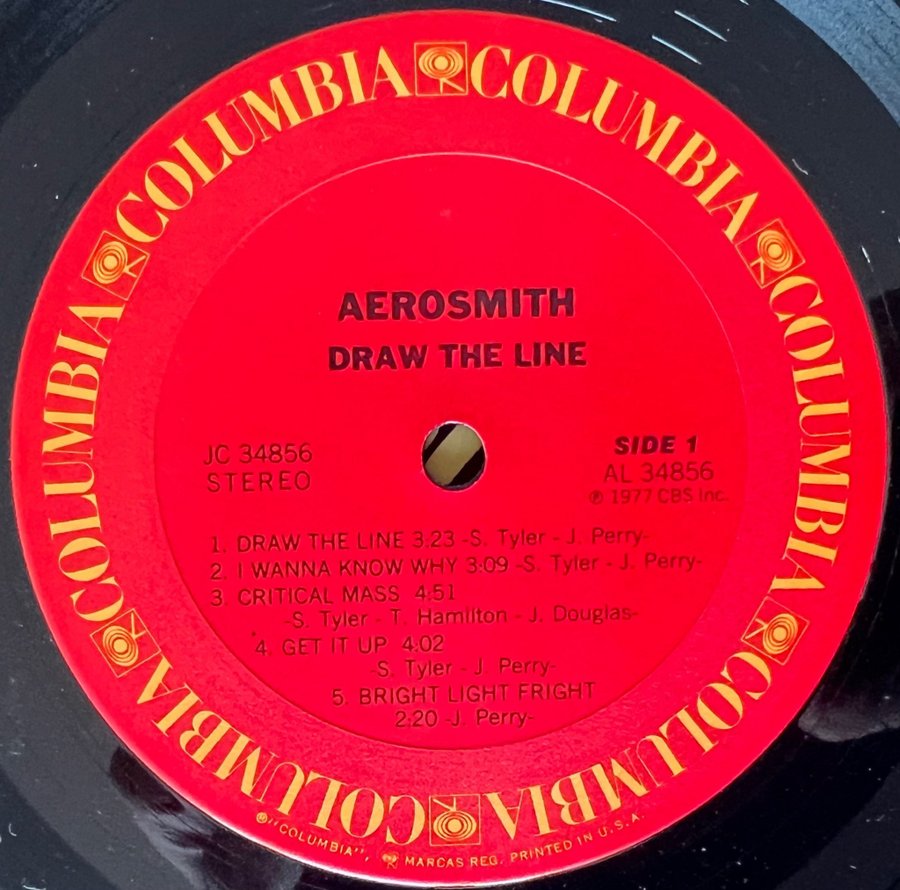 COLUMBIA COLUMBIA COLUMBIA COLUMBIA COLUMBIA COLUMBIA COLUMBIA
AEROSMITH
DRAW THE LINE
JC 34856
STEREO
SIDE 1
AL 34856
℗ 1977 CBS Inc.
1. DRAW THE LINE 3:23 -S. Tyler - J. Perry-
2. I WANNA KNOW WHY 3:09 -S. Tyler - J. Perry-
3. CRITICAL MASS 4:51
-S. Tyler - T. Hamilton - J. Douglas-
4. GET IT UP 4:02
-S. Tyler - J. Perry-
5. BRIGHT LIGHT FRIGHT
2:20 -J. Perry-
®"COLUMBIA", MARCAS REG. PRINTED IN U.S.A.